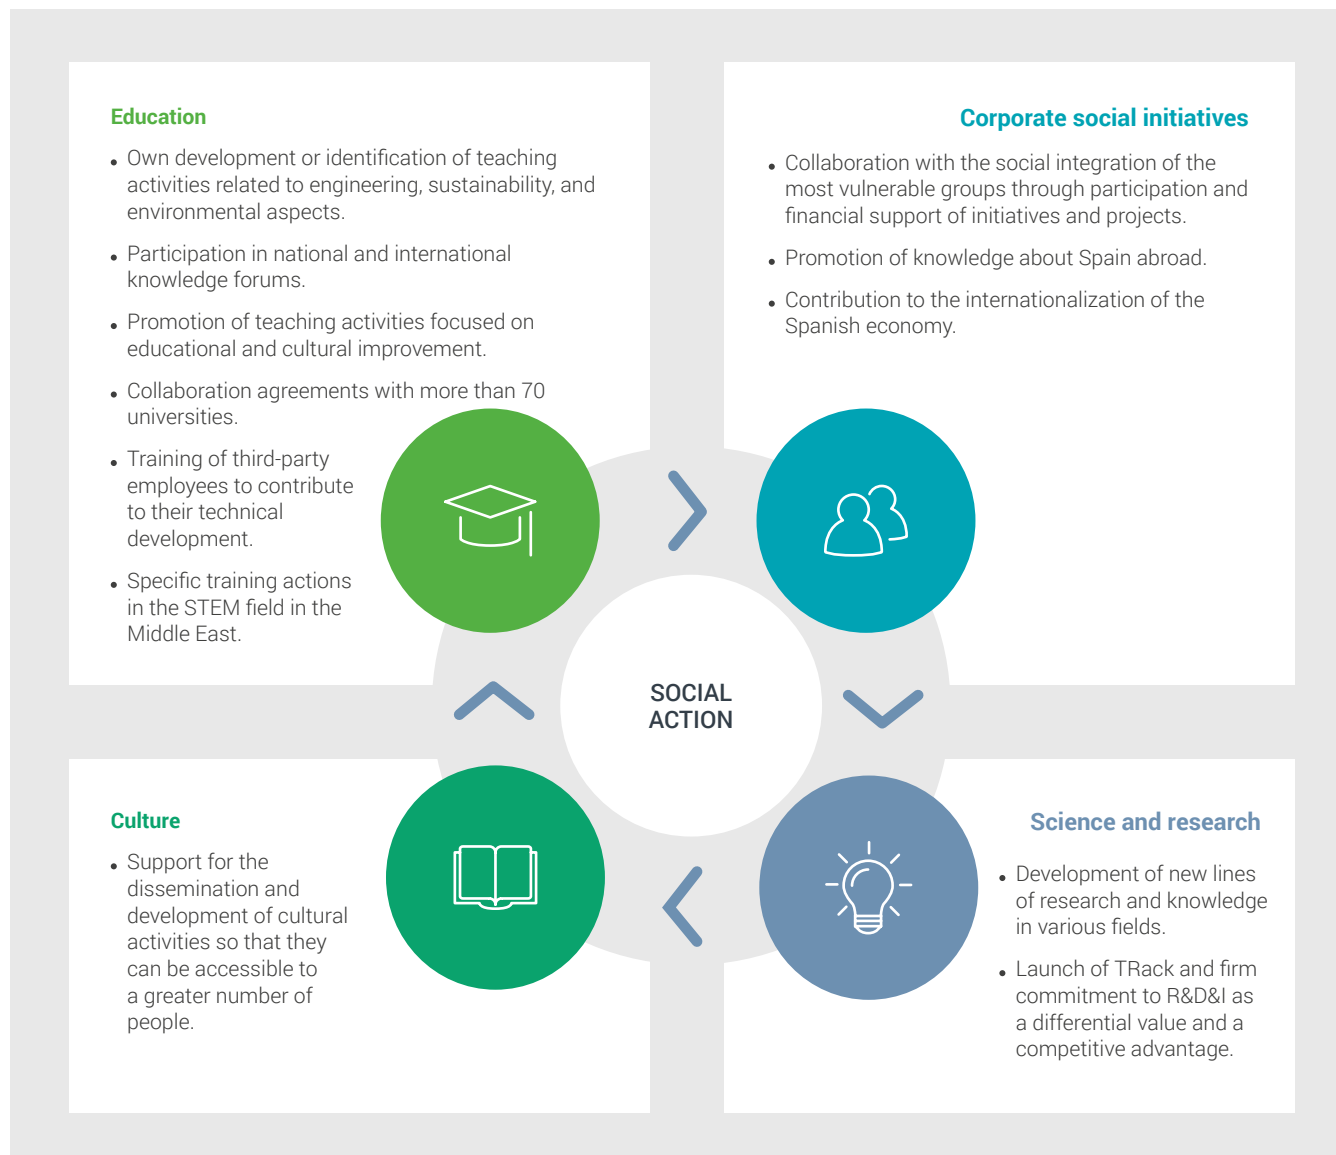 Education
• Own development or identification of teaching
activities related to engineering, sustainability, and
environmental aspects.
• Participation in national and international
knowledge forums.
• Promotion of teaching activities focused on
educational and cultural improvement.
• Collaboration agreements with more than 70
universities.
• Training of third-party
employees to contribute
to their technical
development.
• Specific training actions
in the STEM field in the
Middle East.
Corporate social initiatives
• Collaboration with the social integration of the
most vulnerable groups through participation and
financial support of initiatives and projects.
• Promotion of knowledge about Spain abroad.
• Contribution to the internationalization of the
Spanish economy.
SOCIAL
ACTION
Culture
• Support for the
dissemination and
development of cultural
activities so that they
can be accessible to
a greater number of
people.
Science and research
• Development of new lines
of research and knowledge
in various fields.
• Launch of TRack and firm
commitment to R&D&I as
a differential value and a
competitive advantage.